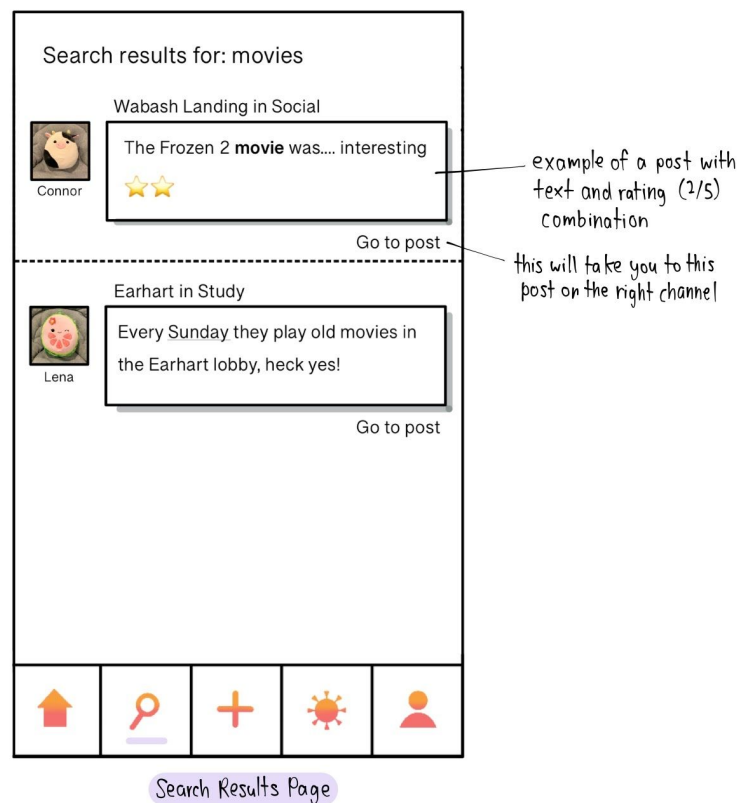 Search results for: movies
Wabash Landing in Social
The Frozen 2 movie was.... interesting
Connor
Go to post
example of a post with
text and rating (2/5)
combination
this will take you to this
post on the right channel
Earhart in Study
Every Sunday they play old movies in
the Earhart lobby, heck yes!
Lena
Go to post
Search Results Page